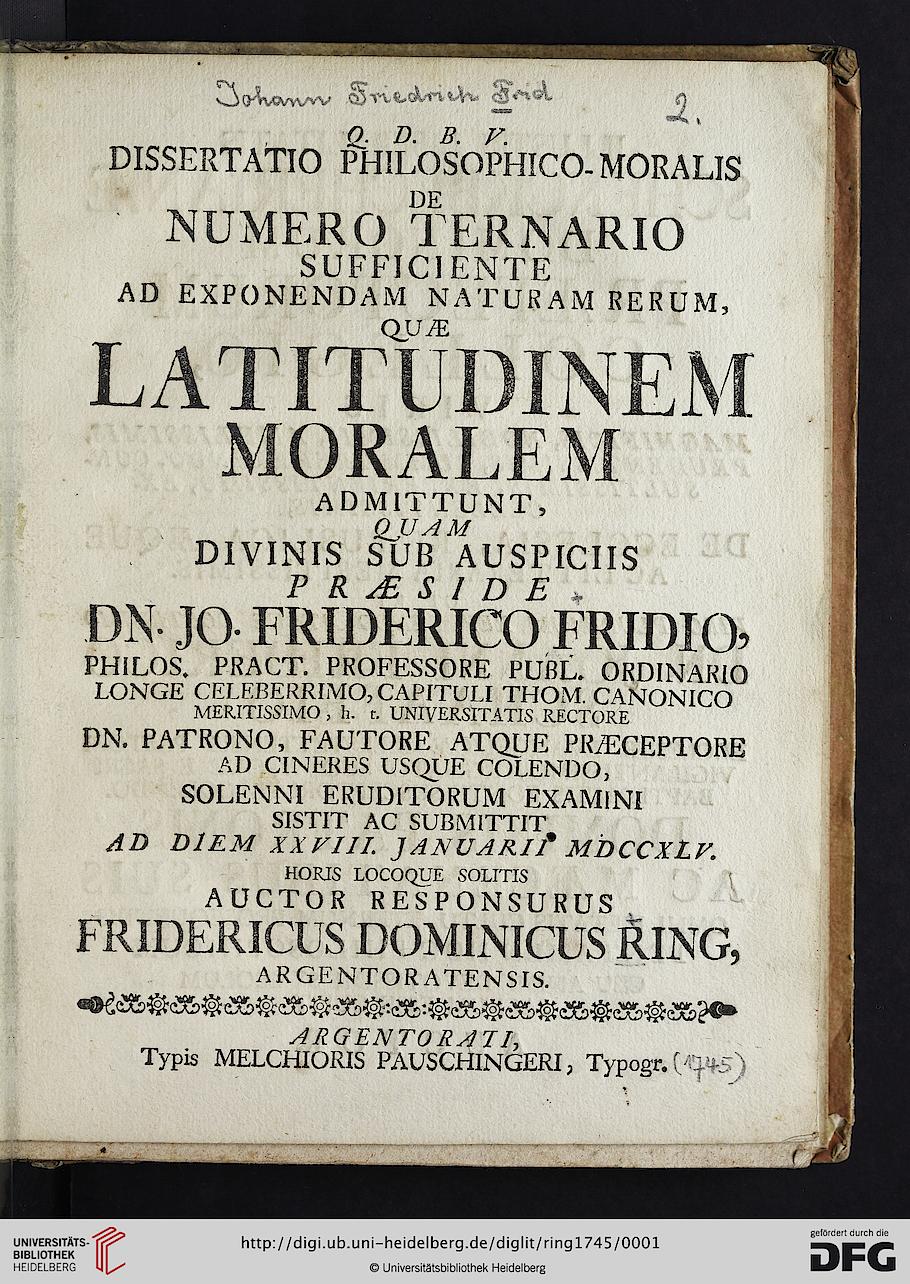 Johann Friedrich Frid
2.
Q. D. B. V.
DISSERTATIO PHILOSOPHICO-MORALIS
DE
NUMERO TERNARIO
SUFFICIENTE
AD EXPONENDAM NATURAM RERUM,
QUÆ
LATITUDINEM
MORALEM
ADMITTUNT,
QUAM
DIVINIS SUB AUSPICIIS
PRÆSIDE
DN. JO. FRIDERICO FRIDIO,
PHILOS. PRACT. PROFESSORE PUBL. ORDINARIO
LONGE CELEBERRIMO, CAPITULI THOM. CANONICO
MERITISSIMO, h. t. UNIVERSITATIS RECTORE
DN. PATRONO, FAUTORE ATQUE PRÆCEPTORE
AD CINERES USQUE COLENDO,
SOLENNI ERUDITORUM EXAMINI
SISTIT AC SUBMITTIT
AD DIEM XXVIII. JANUARII MDCCXLV.
HORIS LOCOQUE SOLITIS
AUCTOR RESPONSURUS
FRIDERICUS DOMINICUS RING,
ARGENTORATENSIS.
ARGENTORATI,
Typis MELCHIORIS PAUSCHINGERI, Typogr. (1745)
UNIVERSITÄTS-
BIBLIOTHEK
HEIDELBERG
http://digi.ub.uni-heidelberg.de/diglit/ring1745/0001
© Universitätsbibliothek Heidelberg
gefördert durch die
DFG